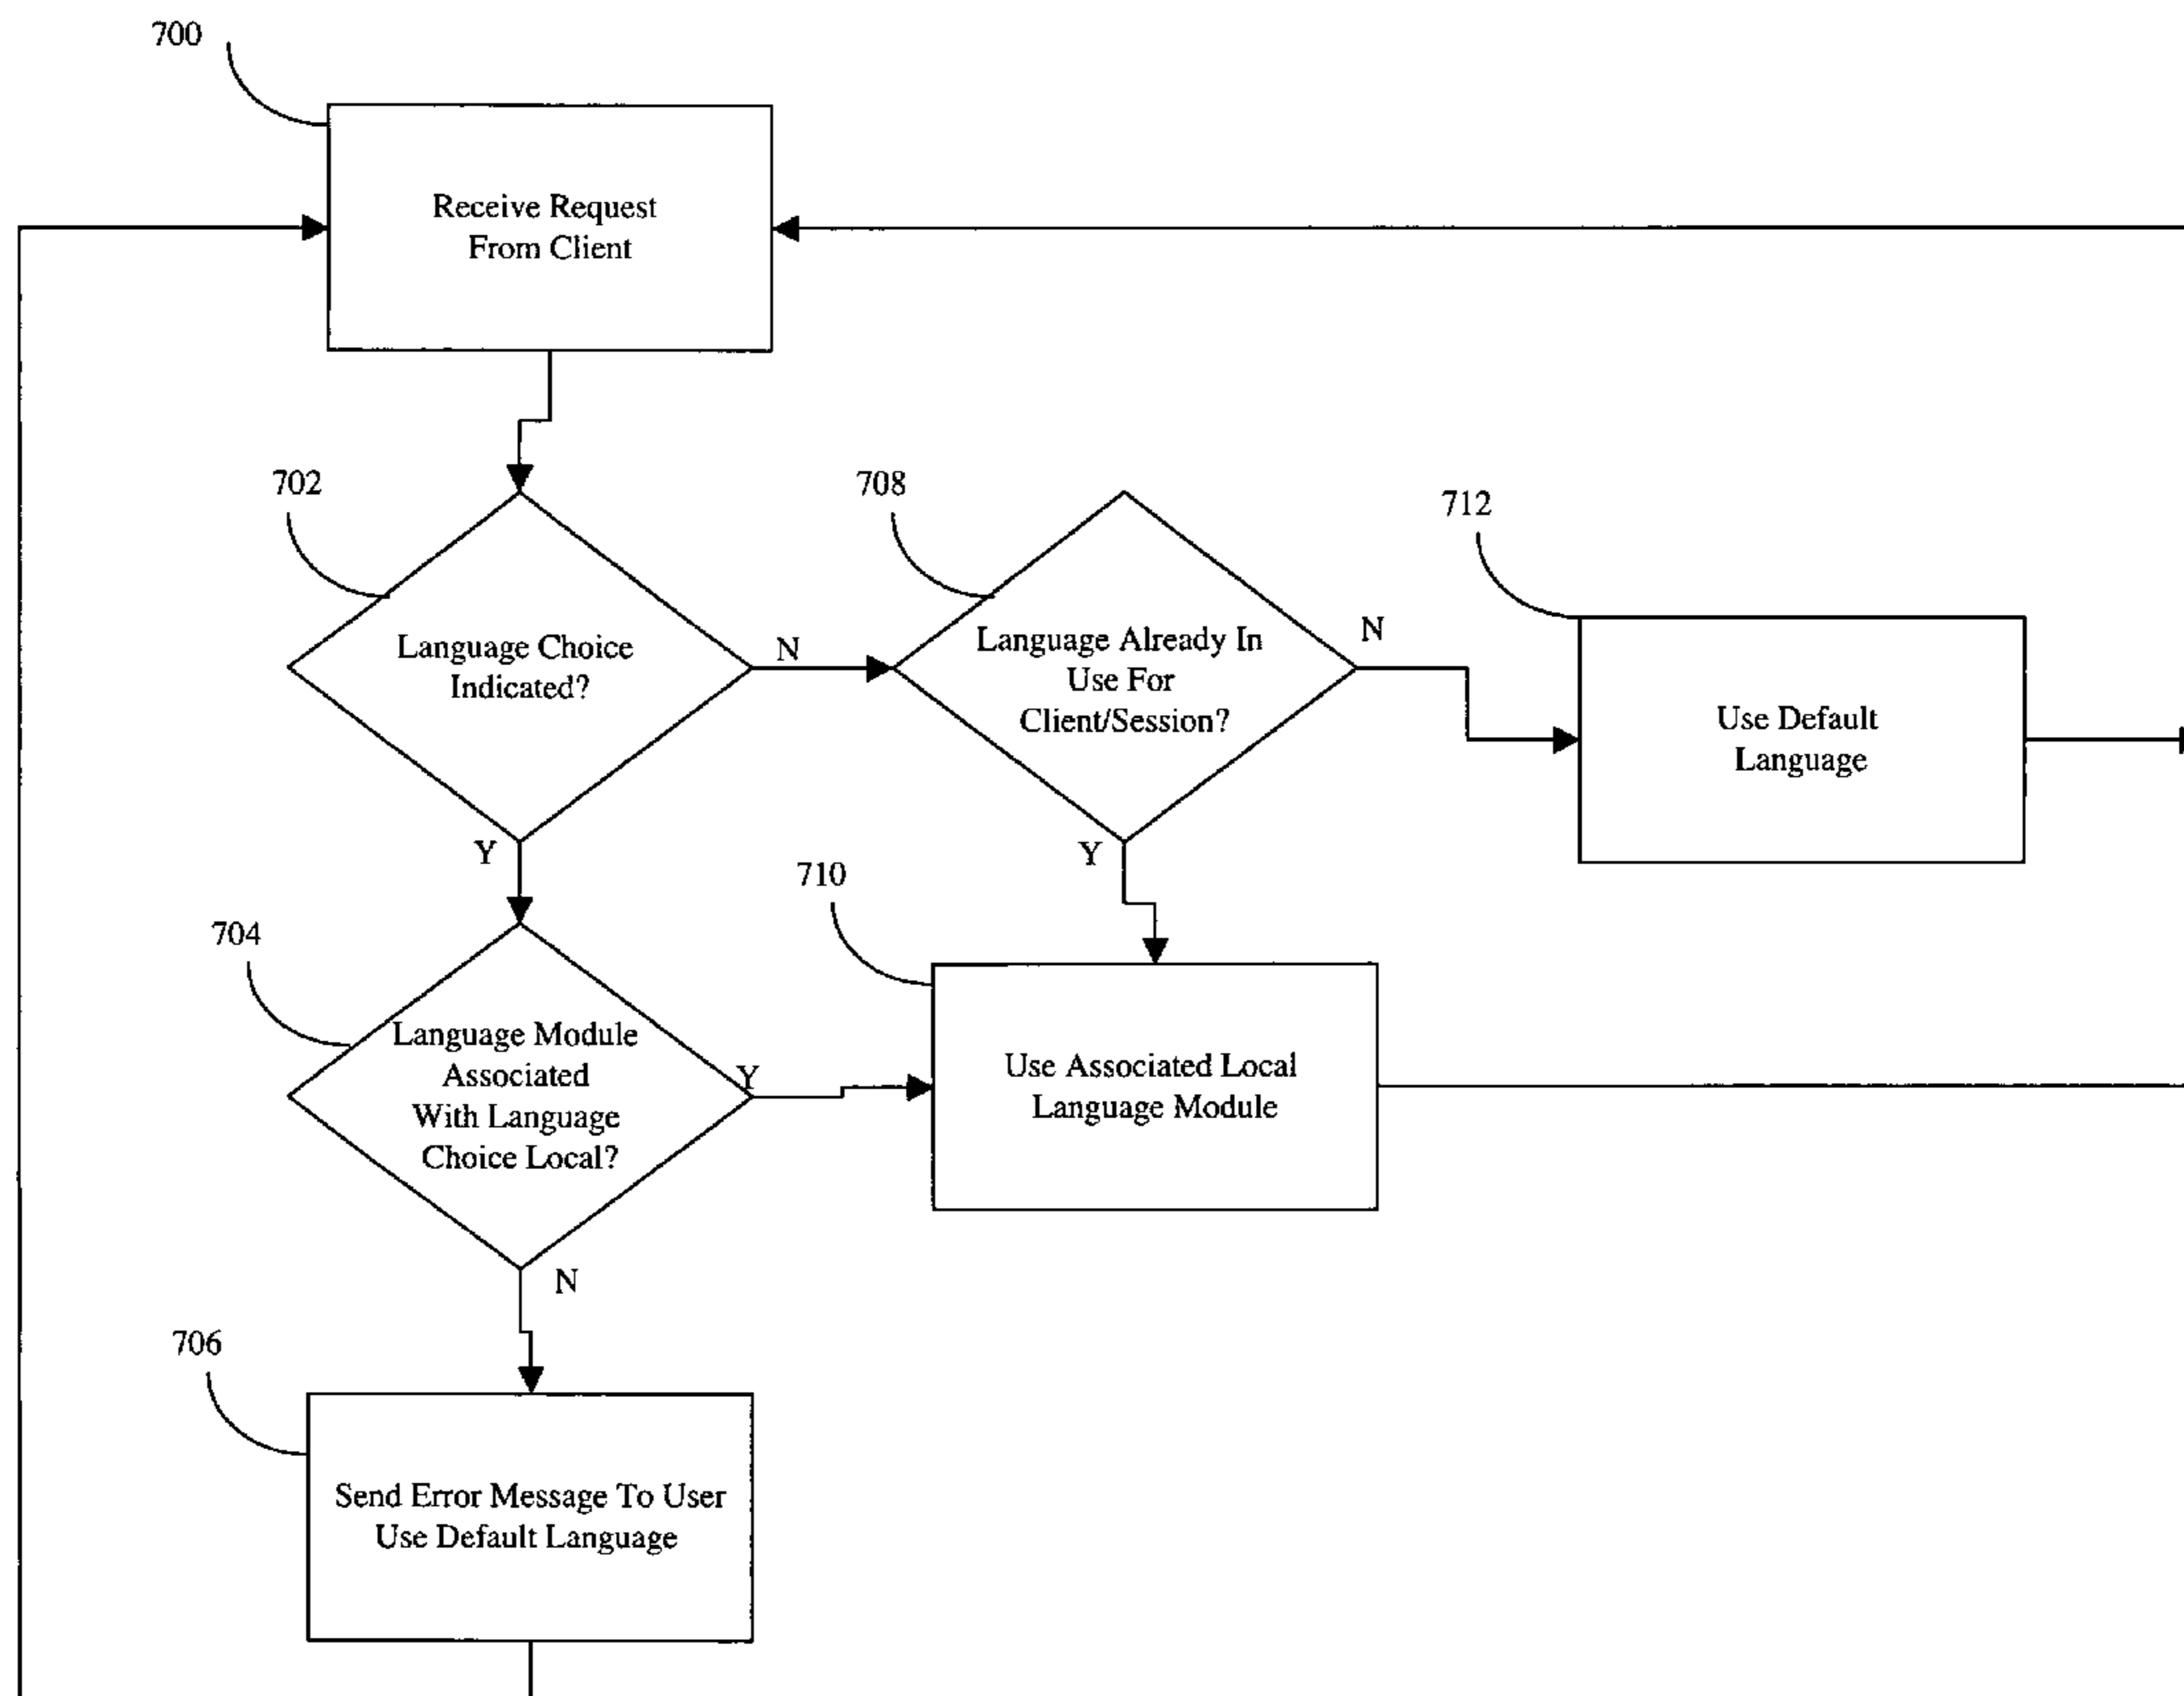 700
Receive Request
From Client
702
Language Choice
Indicated?
N
Y
708
Language Already In
Use For
Client/Session?
N
Y
712
Use Default
Language
704
Language Module
Associated
With Language
Choice Local?
Y
N
710
Use Associated Local
Language Module
706
Send Error Message To User
Use Default Language